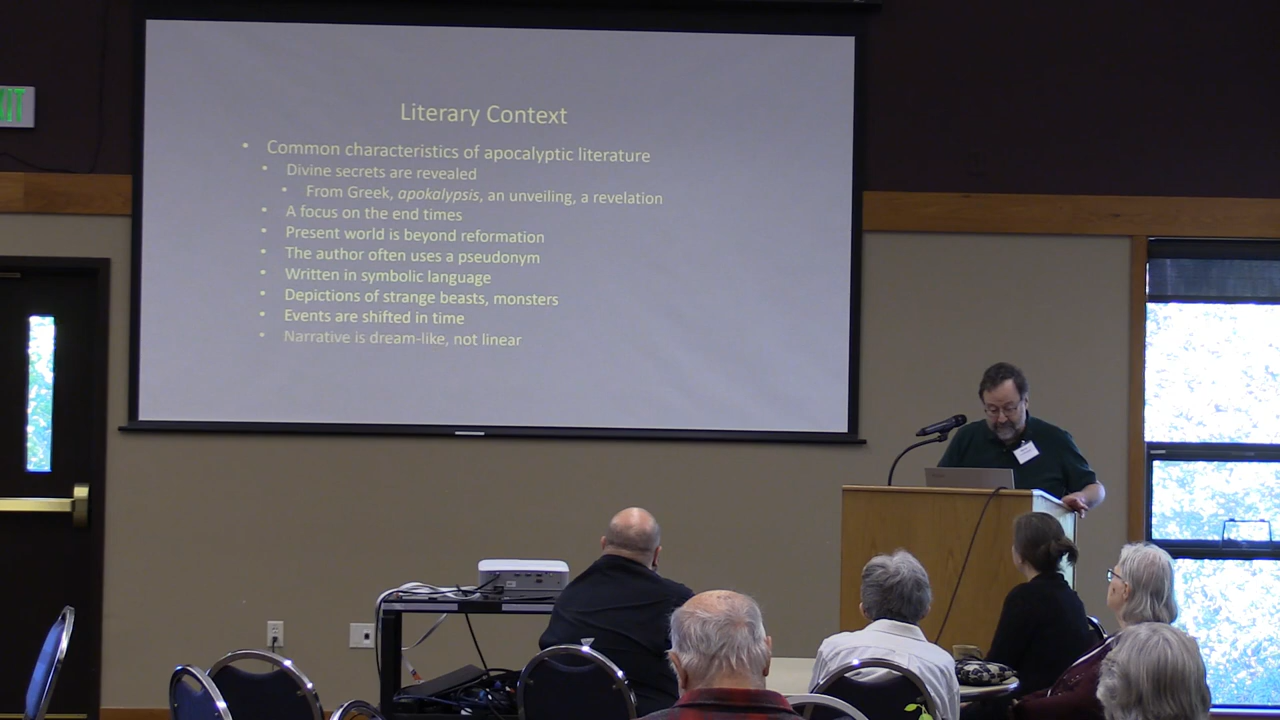 Literary Context
• Common characteristics of apocalyptic literature
• Divine secrets are revealed
• From Greek, apokalypsis, an unveiling, a revelation
• A focus on the end times
• Present world is beyond reformation
• The author often uses a pseudonym
• Written in symbolic language
• Depictions of strange beasts, monsters
• Events are shifted in time
• Narrative is dream-like, not linear